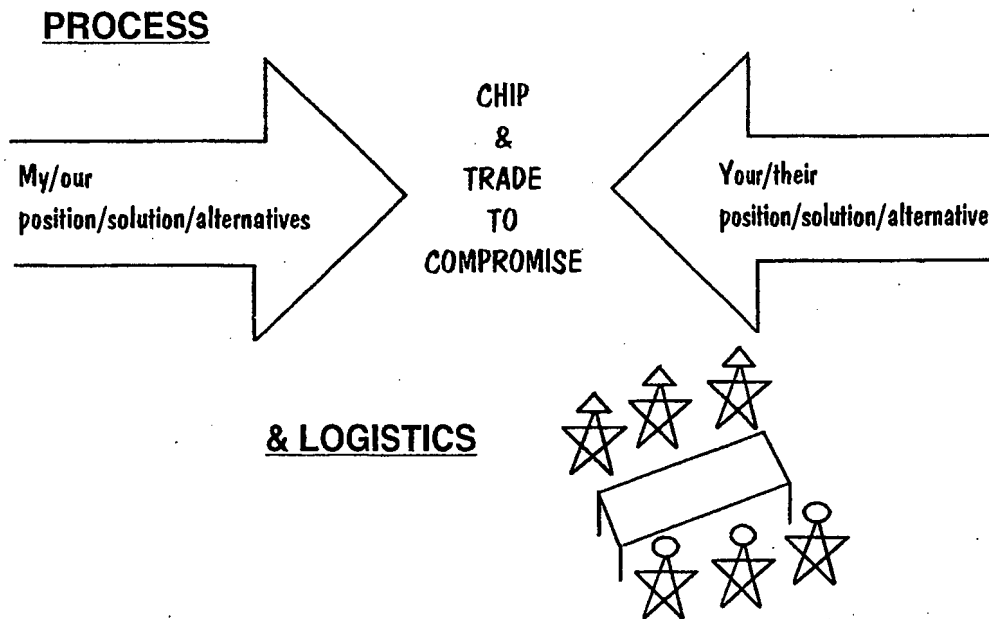 PROCESS
My/our
position/solution/alternatives
CHIP
&
TRADE
TO
COMPROMISE
Your/their
position/solution/alternative
& LOGISTICS